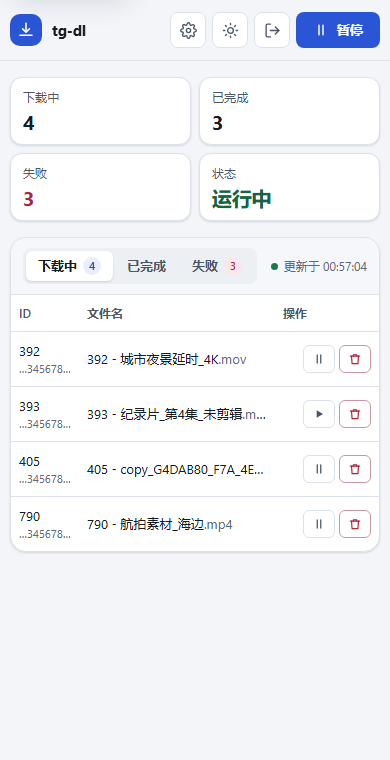 tg-dl
暂停
下载中
4
已完成
3
失败
3
状态
运行中
下载中 4 已完成 失败 3 更新于 00:57:04
ID 文件名 操作
392
...345678...
392 - 城市夜景延时_4K.mov
393
...345678...
393 - 纪录片_第4集_未剪辑.m...
405
...345678...
405 - copy_G4DAB80_F7A_4E...
790
...345678...
790 - 航拍素材_海边.mp4